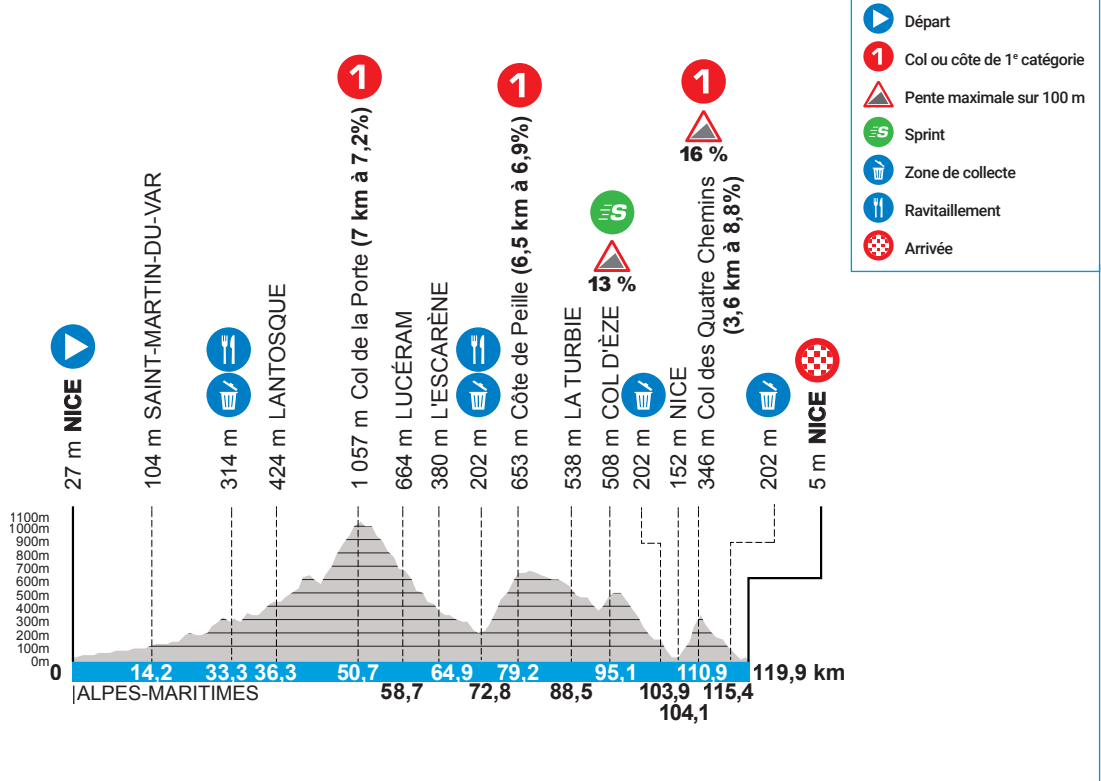 Départ
1
Col ou côte de 1e catégorie
Pente maximale sur 100 m
S
Sprint
Zone de collecte
Ravitaillement
Arrivée
27 m NICE
104 m SAINT-MARTIN-DU-VAR
314 m
424 m LANTOSQUE
1
1 057 m Col de la Porte (7 km à 7,2%)
664 m LUCÉRAM
380 m L'ESCARÈNE
202 m
1
653 m Côte de Peille (6,5 km à 6,9%)
538 m LA TURBIE
S
13 %
508 m COL D'ÈZE
202 m
152 m NICE
1
16 %
346 m Col des Quatre Chemins
(3,6 km à 8,8%)
202 m
5 m NICE
1100m
1000m
900m
800m
700m
600m
500m
400m
300m
200m
100m
0m
0 14,2 33,3 36,3 50,7 64,9 79,2 95,1 110,9 119,9 km
58,7 72,8 88,5 103,9 115,4
104,1
ALPES-MARITIMES